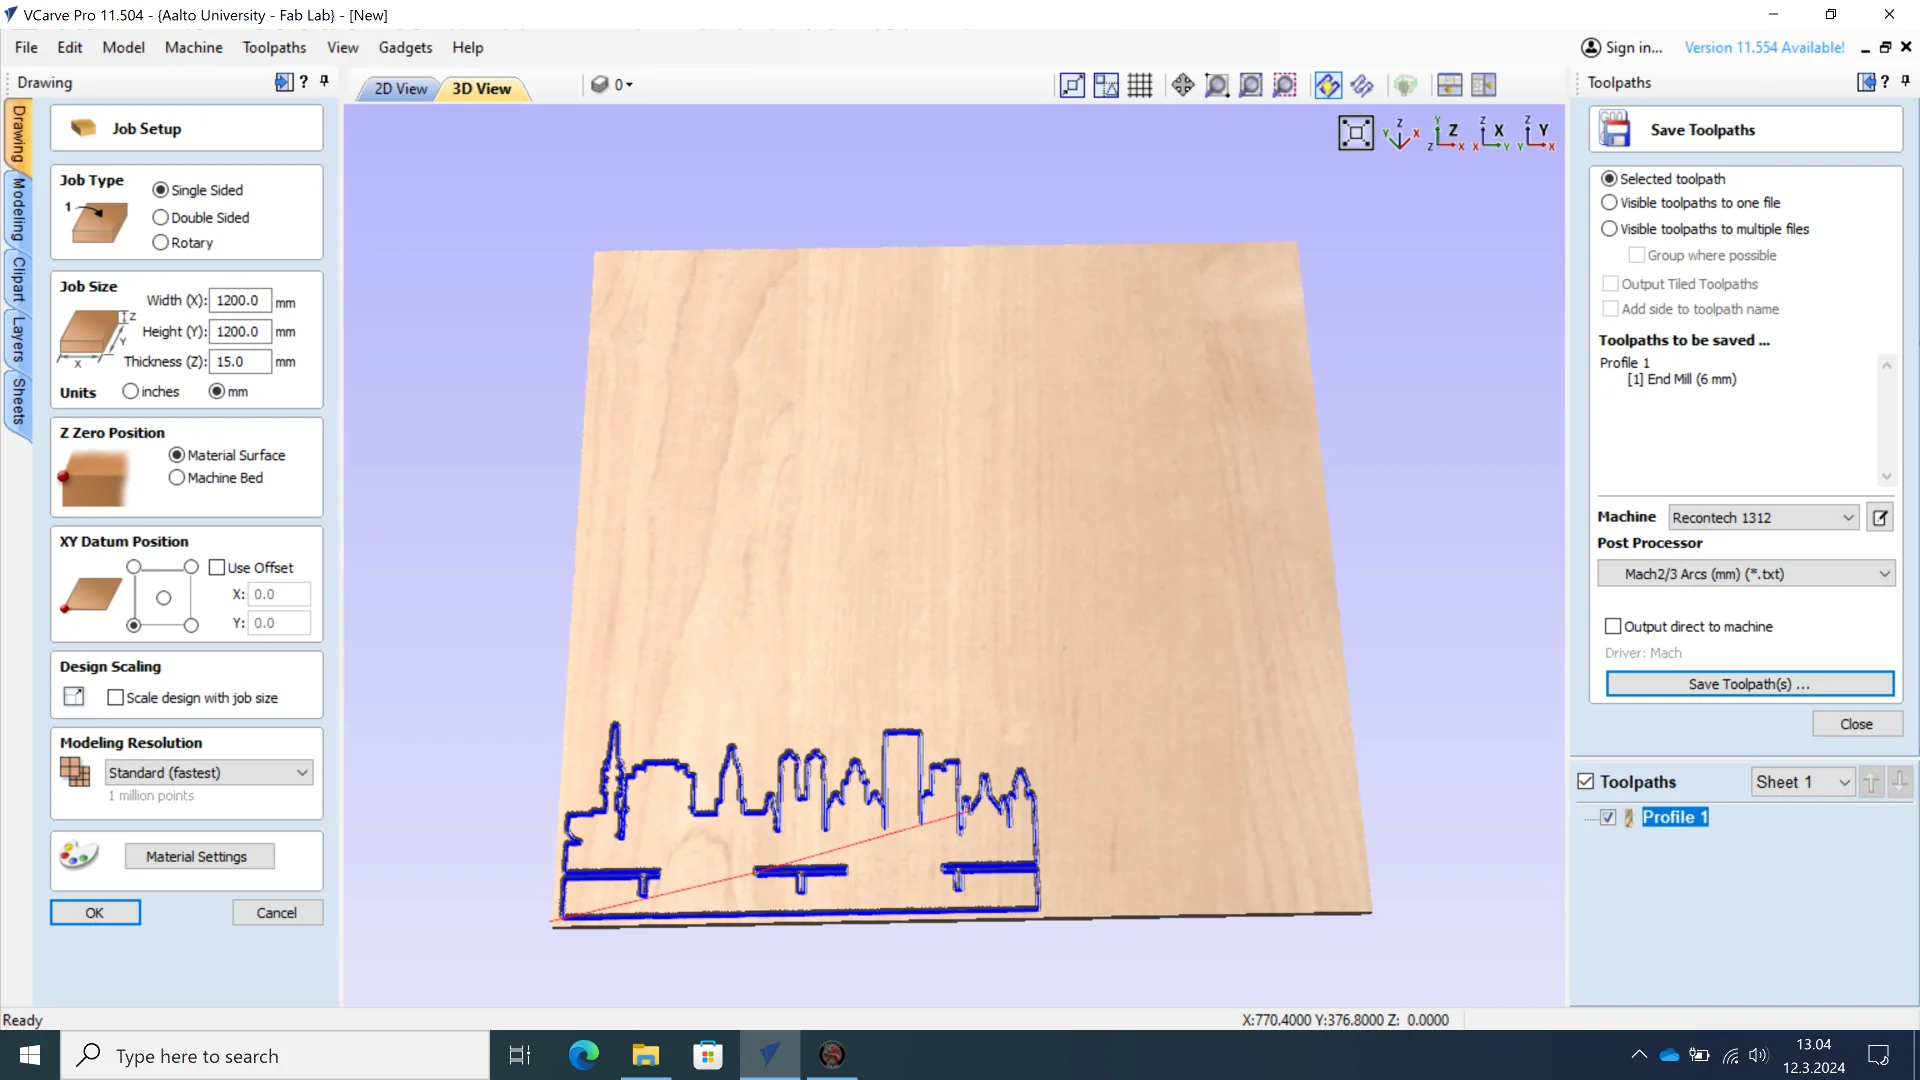 VCarve Pro 11.504 - {Aalto University - Fab Lab} - [New]
File Edit Model Machine Toolpaths View Gadgets Help
Sign in... Version 11.554 Available!
Drawing
Drawing
Modeling
Clipart
Layers
Sheets
Job Setup
Job Type
1
Single Sided
Double Sided
Rotary
Job Size
Z
Y
X
Width (X): 1200.0 mm
Height (Y): 1200.0 mm
Thickness (Z): 15.0 mm
Units inches mm
Z Zero Position
Material Surface
Machine Bed
XY Datum Position
Use Offset
X: 0.0
Y: 0.0
Design Scaling
Scale design with job size
Modeling Resolution
Standard (fastest)
1 million points
Material Settings
OK Cancel
2D View 3D View
0
Z Y X
Y Z Z X
Z X X Y
Z Y Y X
Toolpaths
G00
Save Toolpaths
Selected toolpath
Visible toolpaths to one file
Visible toolpaths to multiple files
Group where possible
Output Tiled Toolpaths
Add side to toolpath name
Toolpaths to be saved ...
Profile 1
[1] End Mill (6 mm)
Machine Recontech 1312
Post Processor
Mach2/3 Arcs (mm) (*.txt)
Output direct to machine
Driver: Mach
Save Toolpath(s) ...
Close
Toolpaths Sheet 1
Profile 1
Ready
X:770.4000 Y:376.8000 Z: 0.0000
Type here to search
13.04
12.3.2024